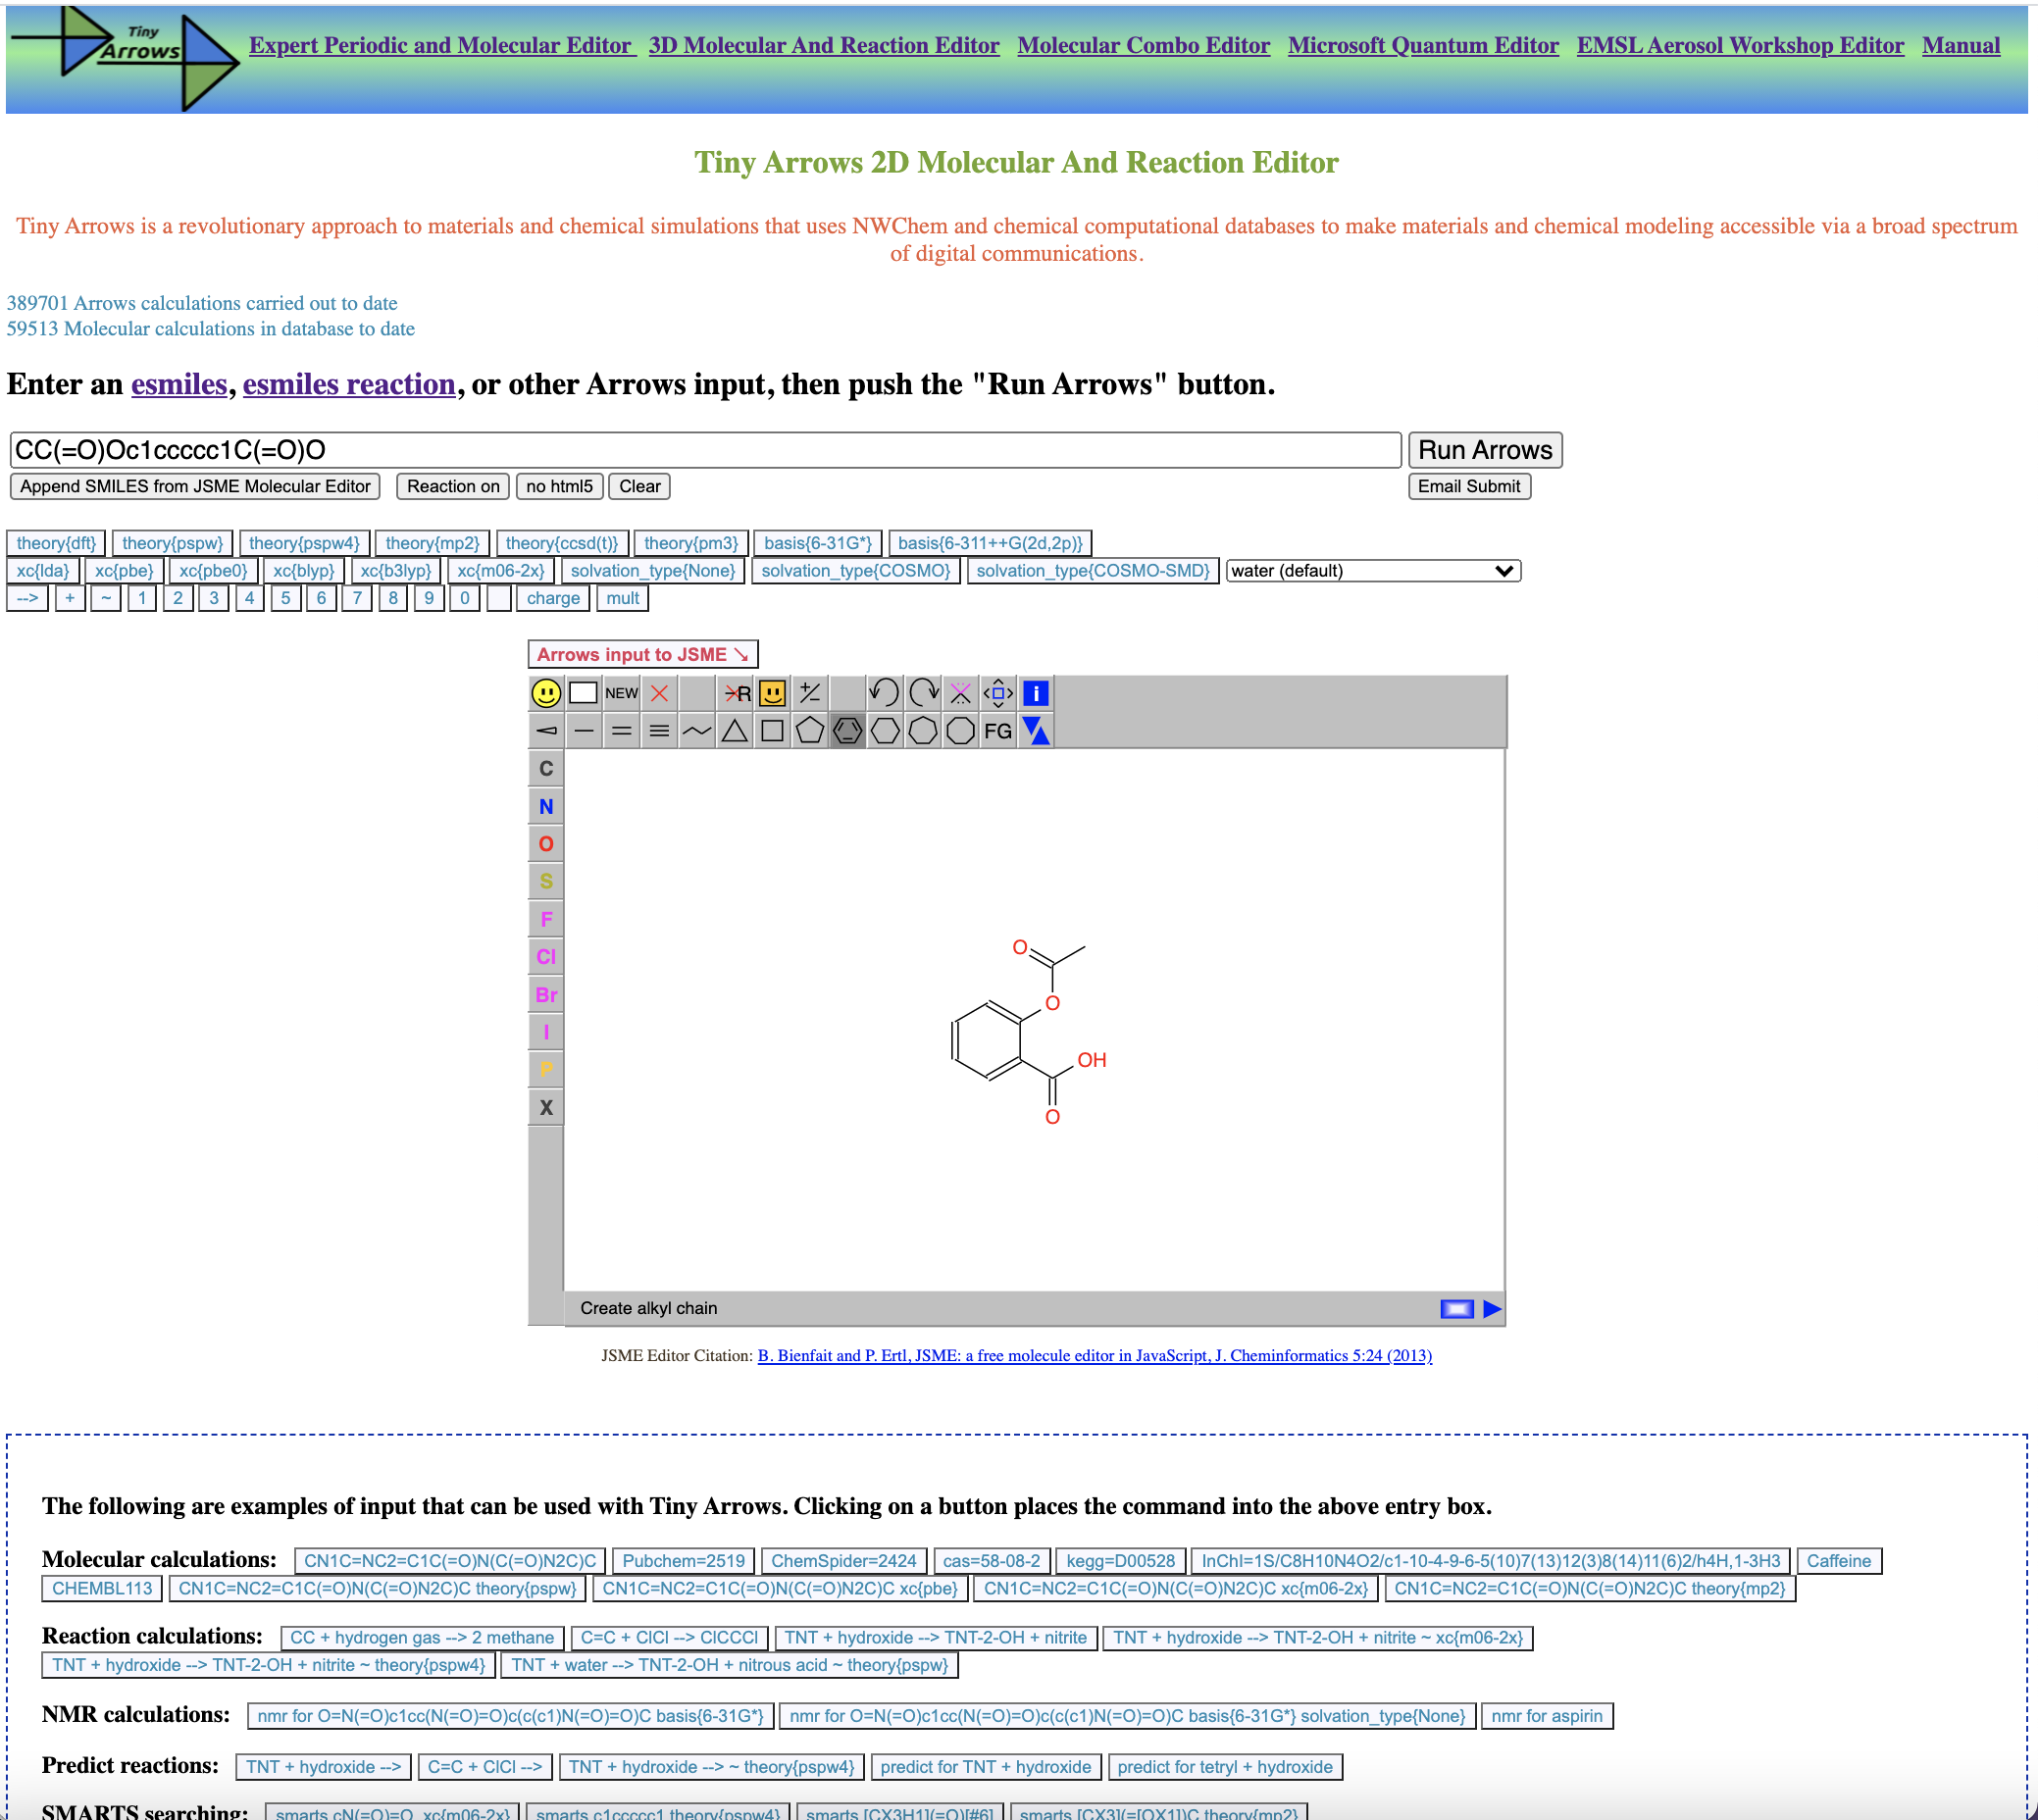 Tiny
Arrows
Expert Periodic and Molecular Editor 3D Molecular And Reaction Editor Molecular Combo Editor Microsoft Quantum Editor EMSL Aerosol Workshop Editor Manual
Tiny Arrows 2D Molecular And Reaction Editor
Tiny Arrows is a revolutionary approach to materials and chemical simulations that uses NWChem and chemical computational databases to make materials and chemical modeling accessible via a broad spectrum
of digital communications.
389701 Arrows calculations carried out to date
59513 Molecular calculations in database to date
Enter an esmiles, esmiles reaction, or other Arrows input, then push the "Run Arrows" button.
CC(=O)Oc1ccccc1C(=O)O Run Arrows
Append SMILES from JSME Molecular Editor Reaction on no html5 Clear Email Submit
theory{dft} theory{pspw} theory{pspw4} theory{mp2} theory{ccsd(t)} theory{pm3} basis{6-31G*} basis{6-311++G(2d,2p)}
xc{lda} xc{pbe} xc{pbe0} xc{blyp} xc{b3lyp} xc{m06-2x} solvation_type{None} solvation_type{COSMO} solvation_type{COSMO-SMD} water (default)
--> + ~ 1 2 3 4 5 6 7 8 9 0 charge mult
Arrows input to JSME ↘
NEW R +/- i
FG
C
N
O
S
F
Cl
Br
I
P
X
O
O
OH
O
Create alkyl chain
JSME Editor Citation: B. Bienfait and P. Ertl, JSME: a free molecule editor in JavaScript, J. Cheminformatics 5:24 (2013)
The following are examples of input that can be used with Tiny Arrows. Clicking on a button places the command into the above entry box.
Molecular calculations: CN1C=NC2=C1C(=O)N(C(=O)N2C)C Pubchem=2519 ChemSpider=2424 cas=58-08-2 kegg=D00528 InChI=1S/C8H10N4O2/c1-10-4-9-6-5(10)7(13)12(3)8(14)11(6)2/h4H,1-3H3 Caffeine
CHEMBL113 CN1C=NC2=C1C(=O)N(C(=O)N2C)C theory{pspw} CN1C=NC2=C1C(=O)N(C(=O)N2C)C xc{pbe} CN1C=NC2=C1C(=O)N(C(=O)N2C)C xc{m06-2x} CN1C=NC2=C1C(=O)N(C(=O)N2C)C theory{mp2}
Reaction calculations: CC + hydrogen gas --> 2 methane C=C + ClCl --> ClCCCl TNT + hydroxide --> TNT-2-OH + nitrite TNT + hydroxide --> TNT-2-OH + nitrite ~ xc{m06-2x}
TNT + hydroxide --> TNT-2-OH + nitrite ~ theory{pspw4} TNT + water --> TNT-2-OH + nitrous acid ~ theory{pspw}
NMR calculations: nmr for O=N(=O)c1cc(N(=O)=O)c(c(c1)N(=O)=O)C basis{6-31G*} nmr for O=N(=O)c1cc(N(=O)=O)c(c(c1)N(=O)=O)C basis{6-31G*} solvation_type{None} nmr for aspirin
Predict reactions: TNT + hydroxide --> C=C + ClCl --> TNT + hydroxide --> ~ theory{pspw4} predict for TNT + hydroxide predict for tetryl + hydroxide
SMARTS searching: smarts cN(=O)=O xc{m06-2x} smarts c1ccccc1 theory{pspw4} smarts [CX3H1](=O)[#6] smarts [CX3](=[OX1])C theory{mp2}